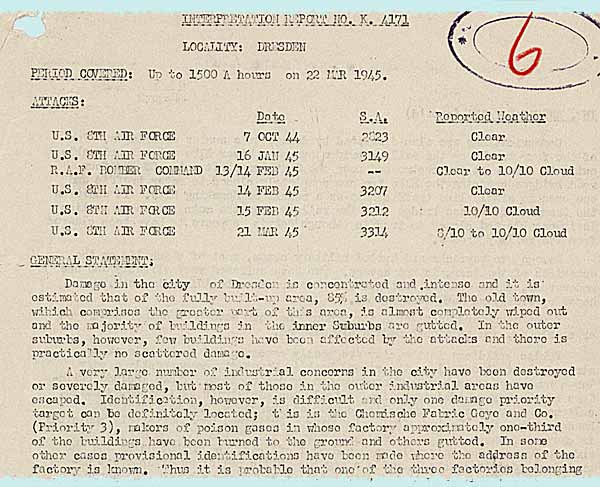 INTERPRETATION REPORT NO. K. 4171
6
LOCALITY: DRESDEN
PERIOD COVERED: Up to 1500 A hours on 22 MAR 1945.
ATTACKS:
Date S.A. Reported Weather
U.S. 8TH AIR FORCE 7 OCT 44 2023 Clear
U.S. 8TH AIR FORCE 16 JAN 45 3149 Clear
R.A.F. BOMBER COMMAND 13/14 FEB 45 -- Clear to 10/10 Cloud
U.S. 8TH AIR FORCE 14 FEB 45 3207 Clear
U.S. 8TH AIR FORCE 15 FEB 45 3212 10/10 Cloud
U.S. 8TH AIR FORCE 21 MAR 45 3314 8/10 to 10/10 Cloud
GENERAL STATEMENT:
Damage in the city of Dresden is concentrated and intense and it is
estimated that of the fully built-up area, 85% is destroyed. The old town,
which comprises the greater part of this area, is almost completely wiped out
and the majority of buildings in the inner Suburbs are gutted. In the outer
suburbs, however, few buildings have been affected by the attacks and there is
practically no scattered damage.
A very large number of industrial concerns in the city have been destroyed
or severely damaged, but most of those in the outer industrial areas have
escaped. Identification, however, is difficult and only one damage priority
target can be definitely located; this is the Chemische Fabric Goye and Co.
(Priority 3), makers of poison gases in whose factory approximately one-third
of the buildings have been burned to the ground and others gutted. In some
other cases provisional identifications have been made where the address of the
factory is known. Thus it is probable that one of the three factories belonging